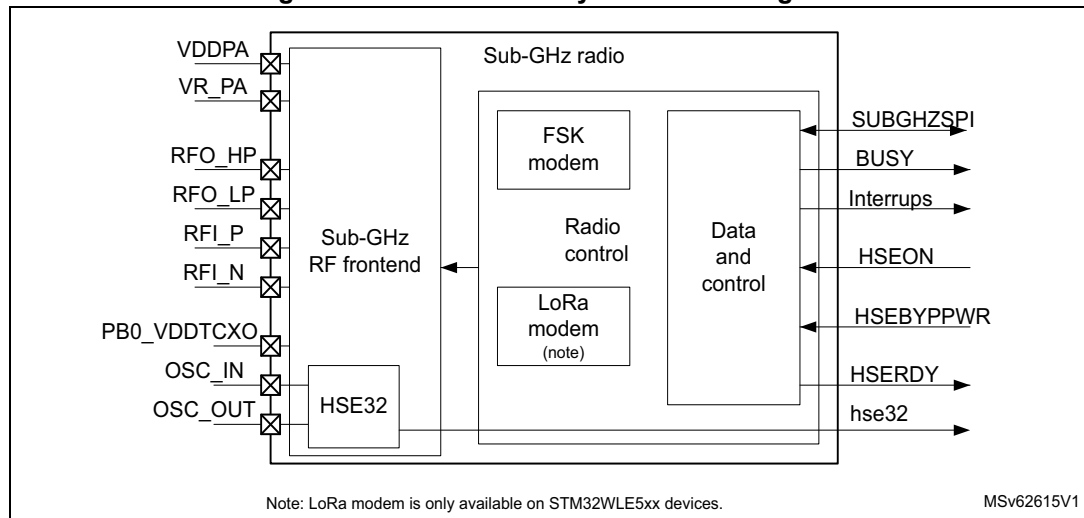 VDDPA
VR_PA
RFO_HP
RFO_LP
RFI_P
RFI_N
PB0_VDDTCXO
OSC_IN
OSC_OUT
Sub-GHz radio
Sub-GHz
RF frontend
HSE32
FSK
modem
Radio
control
LoRa
modem
(note)
Data
and
control
SUBGHZSPI
BUSY
Interrups
HSEON
HSEBYPPWR
HSERDY
hse32
Note: LoRa modem is only available on STM32WLE5xx devices.
MSv62615V1